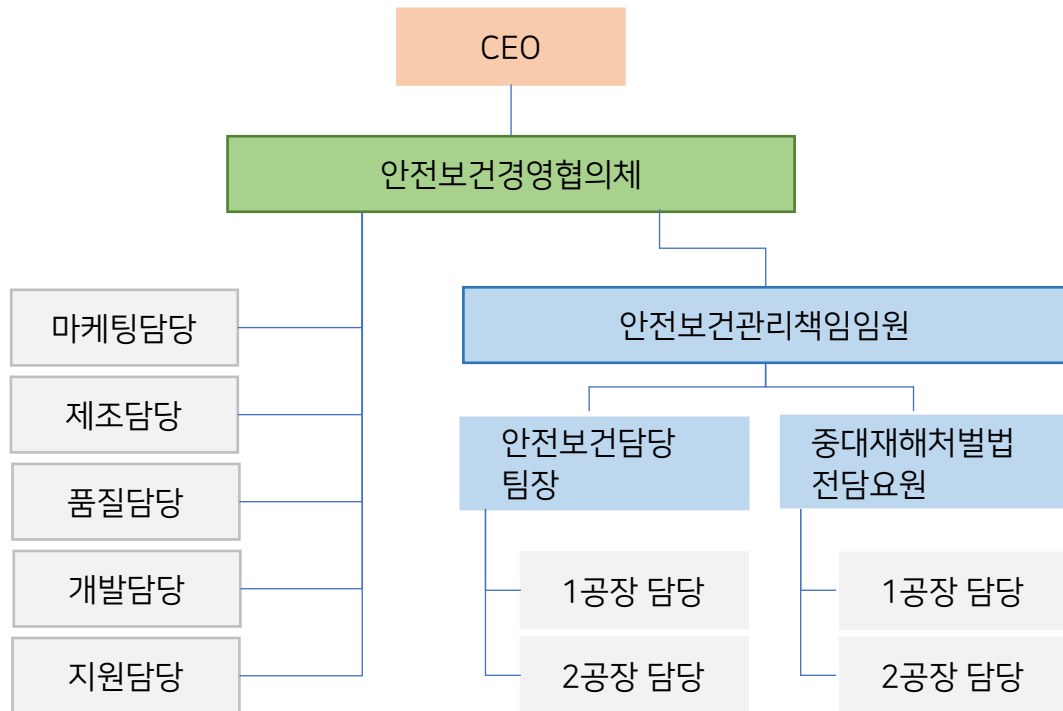 CEO
안전보건경영협의체
마케팅담당
제조담당
품질담당
개발담당
지원담당
안전보건관리책임임원
안전보건담당
팀장
1공장 담당
2공장 담당
중대재해처벌법
전담요원
1공장 담당
2공장 담당